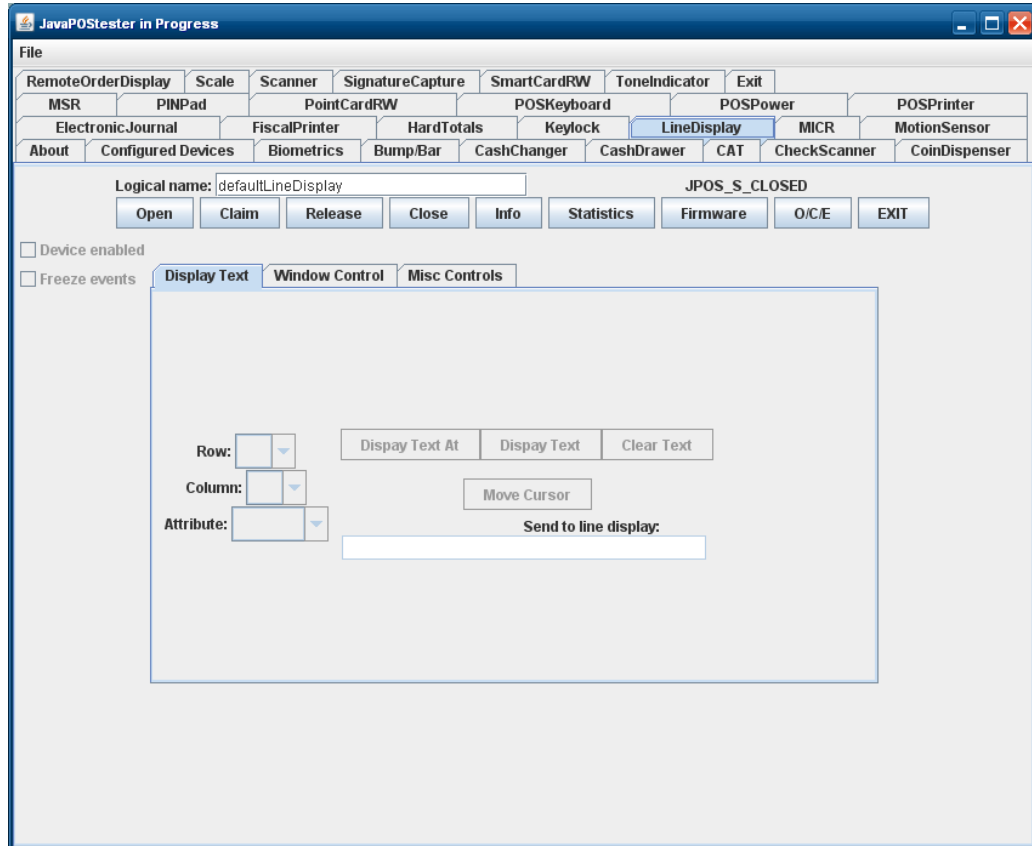 JavaPOStester in Progress
File
RemoteOrderDisplay Scale Scanner SignatureCapture SmartCardRW ToneIndicator Exit
MSR PINPad PointCardRW POSKeyboard POSPower POSPrinter
ElectronicJournal FiscalPrinter HardTotals Keylock LineDisplay MICR MotionSensor
About Configured Devices Biometrics Bump/Bar CashChanger CashDrawer CAT CheckScanner CoinDispenser
Logical name: defaultLineDisplay JPOS_S_CLOSED
Open Claim Release Close Info Statistics Firmware O/C/E EXIT
Device enabled
Freeze events
Display Text Window Control Misc Controls
Row: Dispay Text At Dispay Text Clear Text
Column: Move Cursor
Attribute: Send to line display: